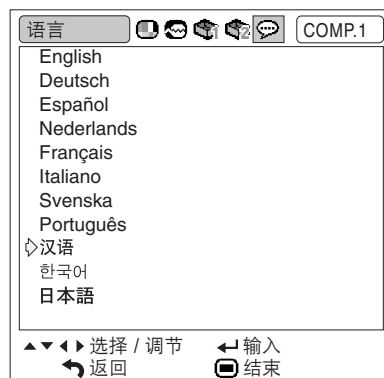 语言 COMP.1
English
Deutsch
Español
Nederlands
Français
Italiano
Svenska
Português
汉语
한국어
日本語
选择 / 调节 输入
返回 结束